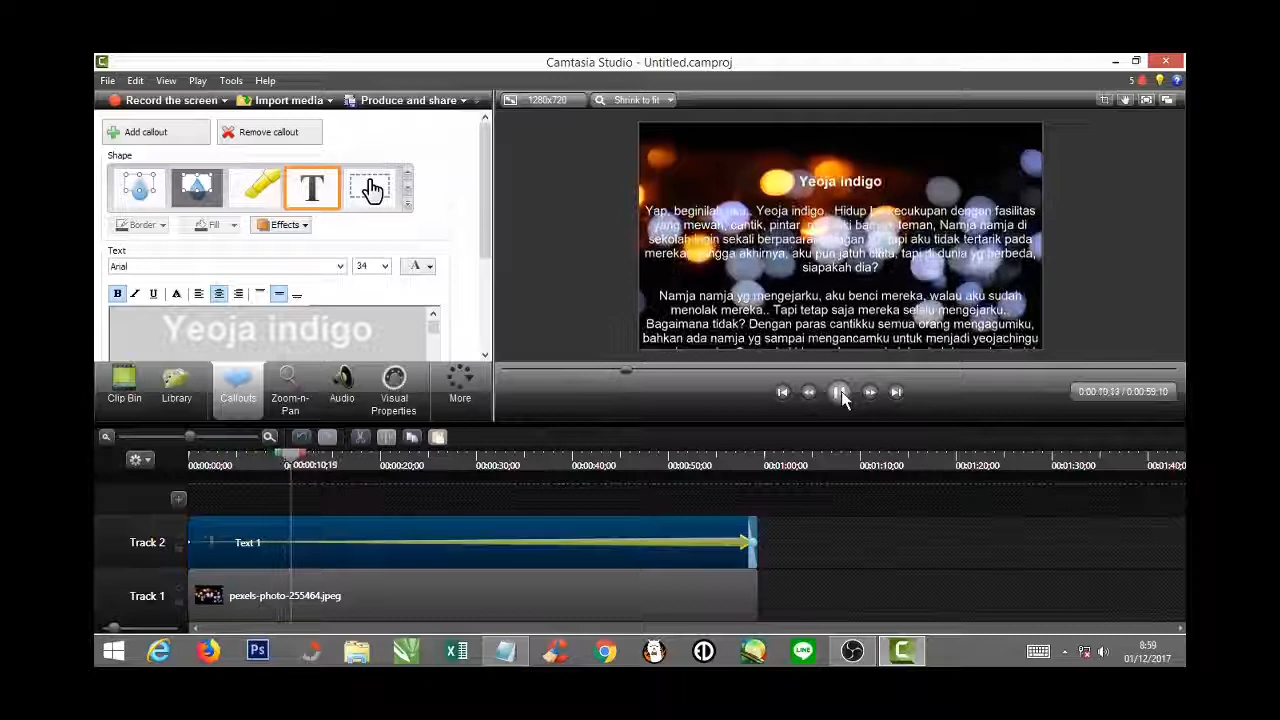 Camtasia Studio - Untitled.camproj
File Edit View Play Tools Help
5
Record the screen Import media Produce and share
1280x720 Shrink to fit
Add callout Remove callout
Shape
T
Border Fill Effects
Text
Arial 34 A
B I U A
Yeoja indigo
Clip Bin Library Callouts Zoom-n-Pan Audio Visual Properties More
Yeoja indigo
Yap, beginilah Yeoja indigo.. Hidup kecukupan dengan fasilitas
yang mewah, cantik, pintar, teman, Namja namja di
sekolah ingin sekali berpacaran tapi aku tidak tertarik pada
mereka, hingga akhirnya, aku pun jatuh cinta, tapi di dunia yg berbeda,
siapakah dia?
Namja namja yg mengejarku, aku benci mereka, walau aku sudah
menolak mereka.. Tapi tetap saja mereka selalu mengejarku..
Bagaimana tidak? Dengan paras cantikku semua orang mengagumiku,
bahkan ada namja yg sampai mengancamku untuk menjadi yeojachingu
0:00:10:13 / 0:00:59:10
00:00:00;00 00:00:10;15 00:00:20;00 00:00:30;00 00:00:40;00 00:00:50;00 00:01:00;00 00:01:10;00 00:01:20;00 00:01:30;00 00:01:40;0
Track 2 Text 1
Track 1 pexels-photo-255464.jpeg
Ps LINE
8:59
01/12/2017